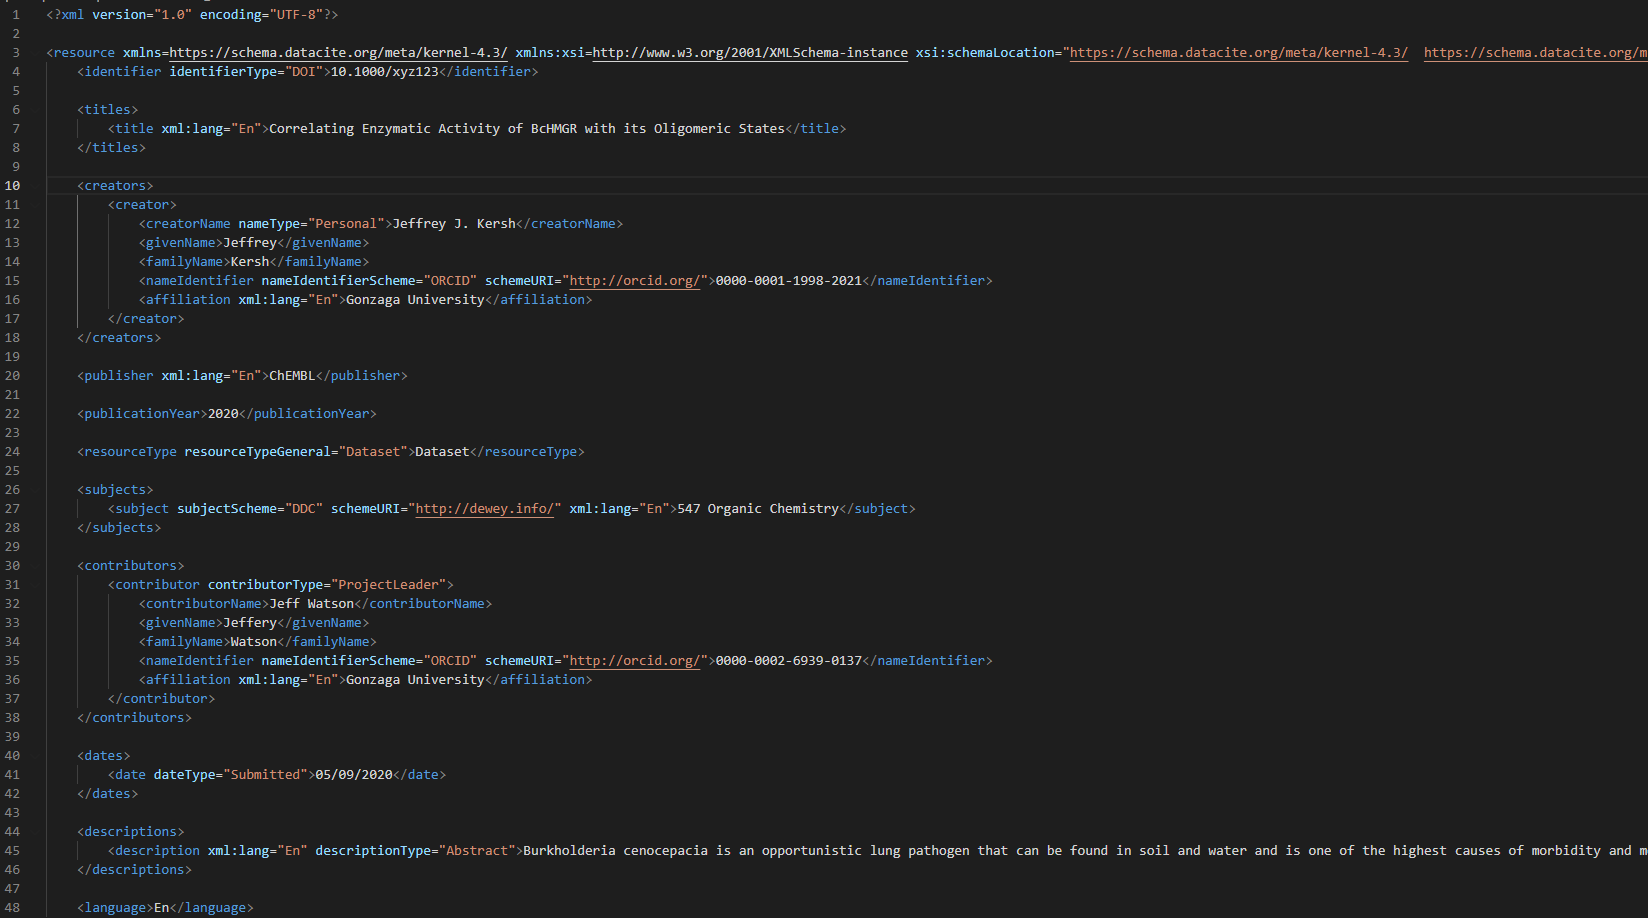 1 <?xml version="1.0" encoding="UTF-8"?>
2
3 <resource xmlns=https://schema.datacite.org/meta/kernel-4.3/ xmlns:xsi=http://www.w3.org/2001/XMLSchema-instance xsi:schemaLocation="https://schema.datacite.org/meta/kernel-4.3/  https://schema.datacite.org/m
4     <identifier identifierType="DOI">10.1000/xyz123</identifier>
5
6     <titles>
7         <title xml:lang="En">Correlating Enzymatic Activity of BcHMGR with its Oligomeric States</title>
8     </titles>
9
10     <creators>
11         <creator>
12             <creatorName nameType="Personal">Jeffrey J. Kersh</creatorName>
13             <givenName>Jeffrey</givenName>
14             <familyName>Kersh</familyName>
15             <nameIdentifier nameIdentifierScheme="ORCID" schemeURI="http://orcid.org/">0000-0001-1998-2021</nameIdentifier>
16             <affiliation xml:lang="En">Gonzaga University</affiliation>
17         </creator>
18     </creators>
19
20     <publisher xml:lang="En">ChEMBL</publisher>
21
22     <publicationYear>2020</publicationYear>
23
24     <resourceType resourceTypeGeneral="Dataset">Dataset</resourceType>
25
26     <subjects>
27         <subject subjectScheme="DDC" schemeURI="http://dewey.info/" xml:lang="En">547 Organic Chemistry</subject>
28     </subjects>
29
30     <contributors>
31         <contributor contributorType="ProjectLeader">
32             <contributorName>Jeff Watson</contributorName>
33             <givenName>Jeffery</givenName>
34             <familyName>Watson</familyName>
35             <nameIdentifier nameIdentifierScheme="ORCID" schemeURI="http://orcid.org/">0000-0002-6939-0137</nameIdentifier>
36             <affiliation xml:lang="En">Gonzaga University</affiliation>
37         </contributor>
38     </contributors>
39
40     <dates>
41         <date dateType="Submitted">05/09/2020</date>
42     </dates>
43
44     <descriptions>
45         <description xml:lang="En" descriptionType="Abstract">Burkholderia cenocepacia is an opportunistic lung pathogen that can be found in soil and water and is one of the highest causes of morbidity and m
46     </descriptions>
47
48     <language>En</language>